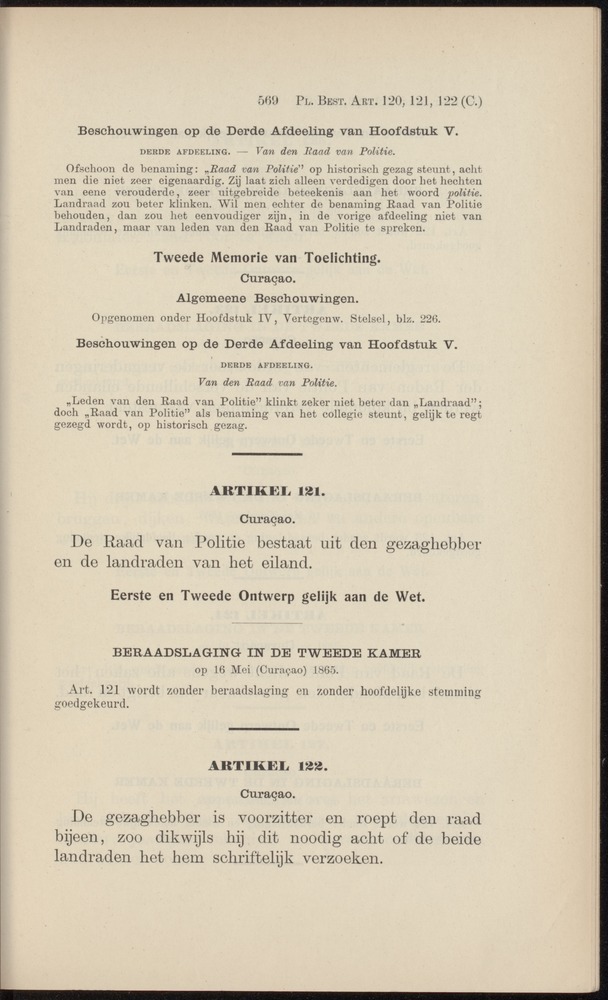 569 Pl. Best. Art. 120, 121, 122 (C.)
Beschouwingen op de Derde Afdeeling van Hoofdstuk V.
DERDE AFDEELING. — Van den Raad van Politie.
Ofschoon de benaming: „Raad van Politie” op historisch gezag steunt, acht
men die niet zeer eigenaardig. Zij laat zich alleen verdedigen door het hechten
van eene verouderde, zeer uitgebreide beteekenis aan het woord politie.
Landraad zou beter klinken. Wil men echter de benaming Raad van Politie
behouden, dan zou het eenvoudiger zijn, in de vorige afdeeling niet van
Landraden, maar van leden van den Raad van Politie te spreken.
Tweede Memorie van Toelichting.
Curaçao.
Algemeene Beschouwingen.
Opgenomen onder Hoofdstuk IV, Vertegenw. Stelsel, blz. 226.
Beschouwingen op de Derde Afdeeling van Hoofdstuk V.
DERDE AFDEELING.
Van den Raad van Politie.
„Leden van den Raad van Politie” klinkt zeker niet beter dan „Landraad”;
doch „Raad van Politie” als benaming van het collegie steunt, gelijk te regt
gezegd wordt, op historisch gezag.
ARTIKEL 121.
Curaçao.
De Raad van Politie bestaat uit den gezaghebber
en de landraden van het eiland.
Eerste en Tweede Ontwerp gelijk aan de Wet.
BERAADSLAGING IN DE TWEEDE KAMER
op 16 Mei (Curaçao) 1865.
Art. 121 wordt zonder beraadslaging en zonder hoofdelijke stemming
goedgekeurd.
ARTIKEL 122.
Curaçao.
De gezaghebber is voorzitter en roept den raad
bijeen, zoo dikwijls hij dit noodig acht of de beide
landraden het hem schriftelijk verzoeken.